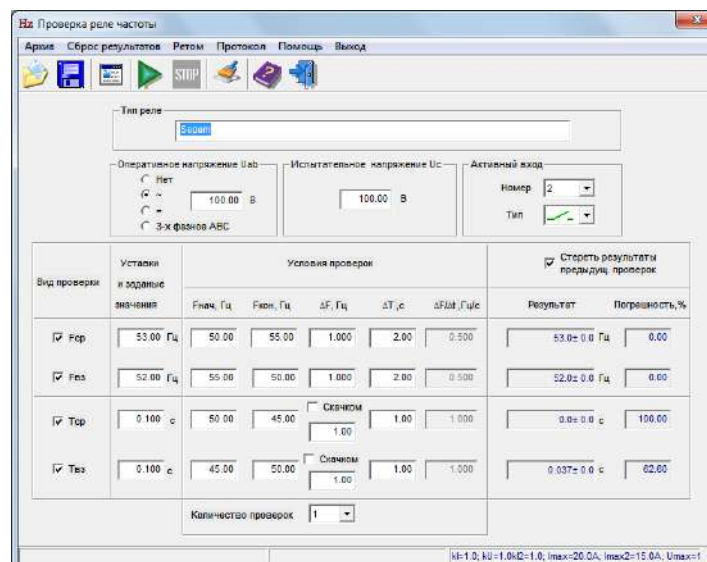 Hz Проверка реле частоты
Архив Сброс результатов Ретом Протокол Помощь Выход
STOP
Тип реле
Sepam
Оперативное напряжение Uab
Нет
~
=
3-х фазное ABC
100.00 В
Испытательное напряжение Uc
100.00 В
Активный вход
Номер 2
Тип
Вид проверки
Уставки и заданые значения
Условия проверок
Стереть результаты предыдущ. проверок
Fнач, Гц Fкон, Гц ΔF, Гц ΔT ,с ΔF/Δt ,Гц/с Результат Погрешность,%
Fср 53.00 Гц 50.00 55.00 1.000 2.00 0.500 53.0± 0.0 Гц 0.00
Fвз 52.00 Гц 55.00 50.00 1.000 2.00 0.500 52.0± 0.0 Гц 0.00
Скачком
Tср 0.100 с 50.00 45.00 1.00 1.00 1.000 0.0± 0.0 с 100.00
Скачком
Tвз 0.100 с 45.00 50.00 1.00 1.00 1.000 0.037± 0.0 с 62.60
Количество проверок 1
kI=1.0; kU=1.0kI2=1.0; Imax=20.0A, Imax2=15.0A; Umax=1